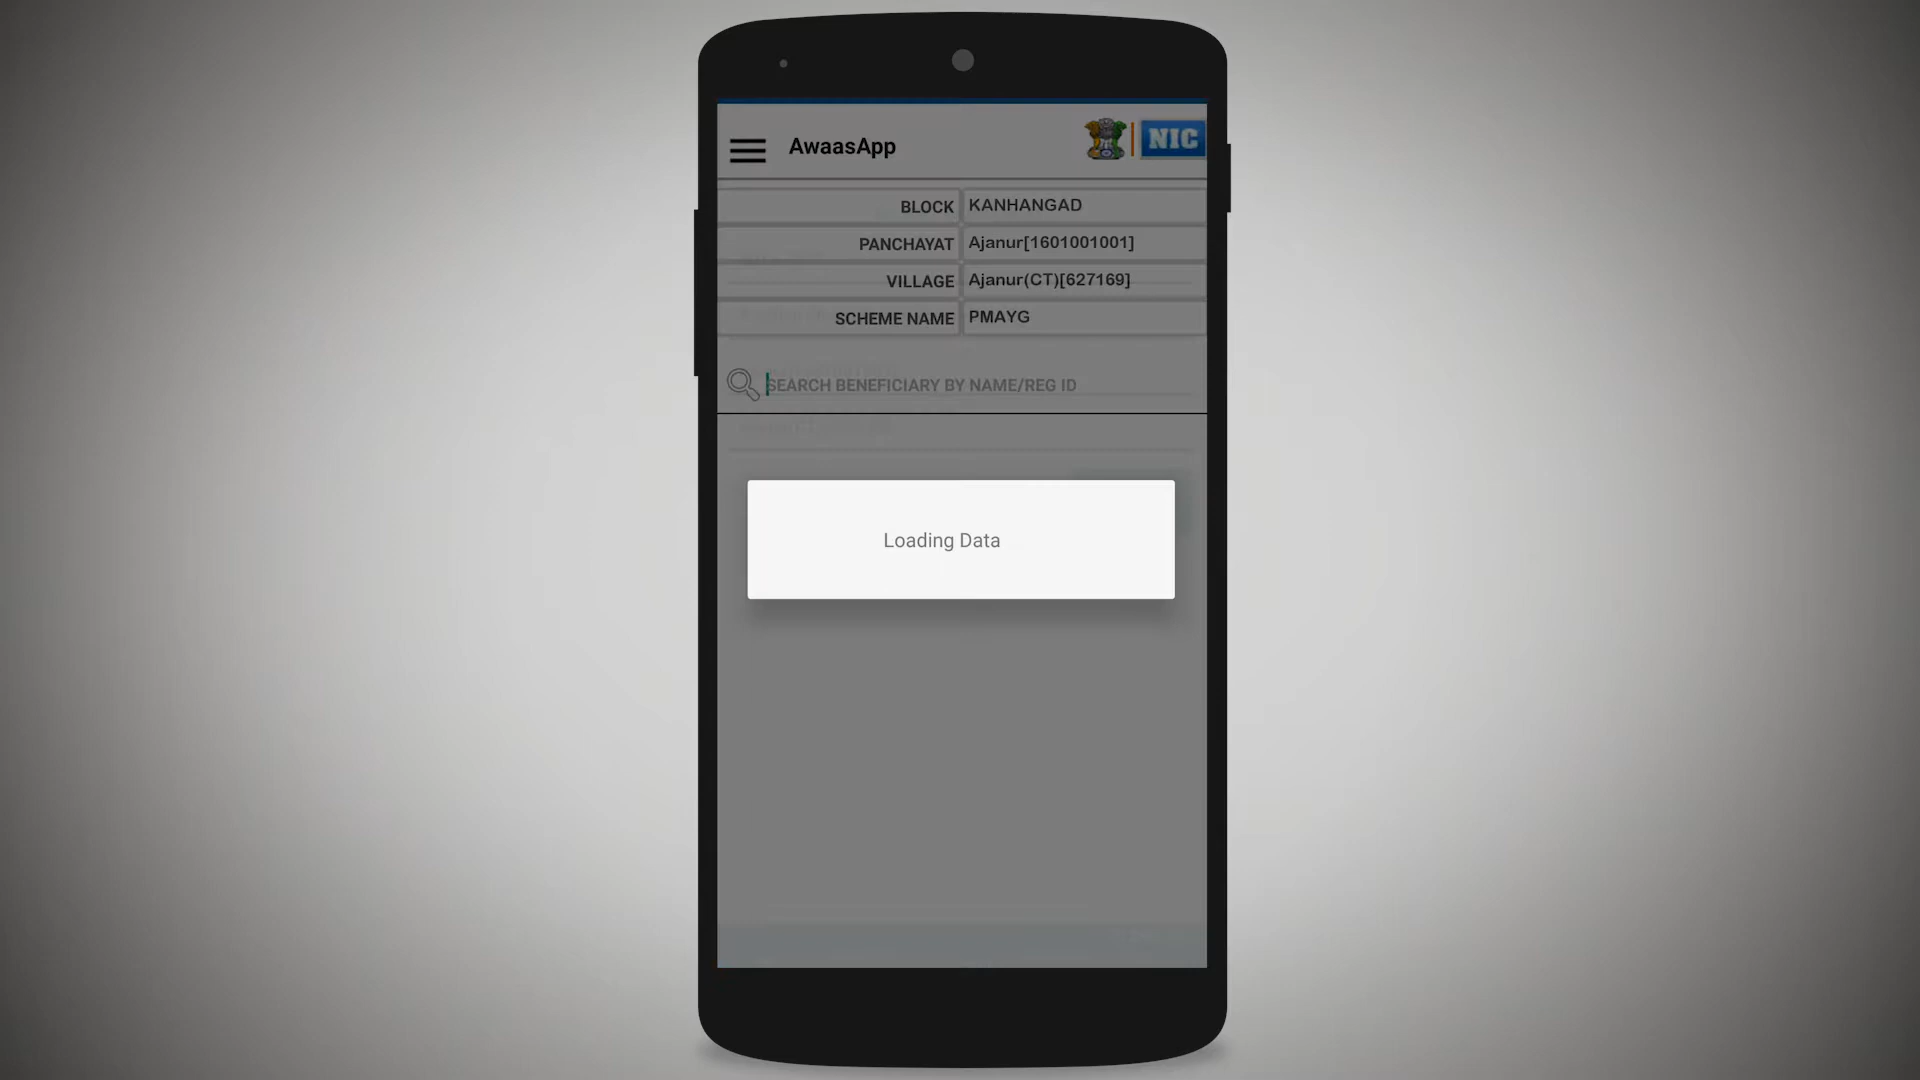 AwaasApp
NIC
BLOCK KANHANGAD
PANCHAYAT Ajanur[1601001001]
VILLAGE Ajanur(CT)[627169]
SCHEME NAME PMAYG
SEARCH BENEFICIARY BY NAME/REG ID
Loading Data